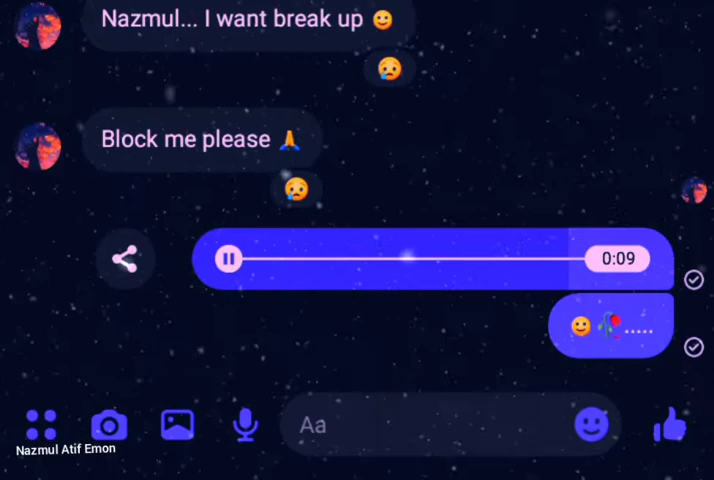 Nazmul... I want break up 🙂
😢
Block me please 🙏
😢
0:09
🙂🥀.....
Aa
Nazmul Atif Emon